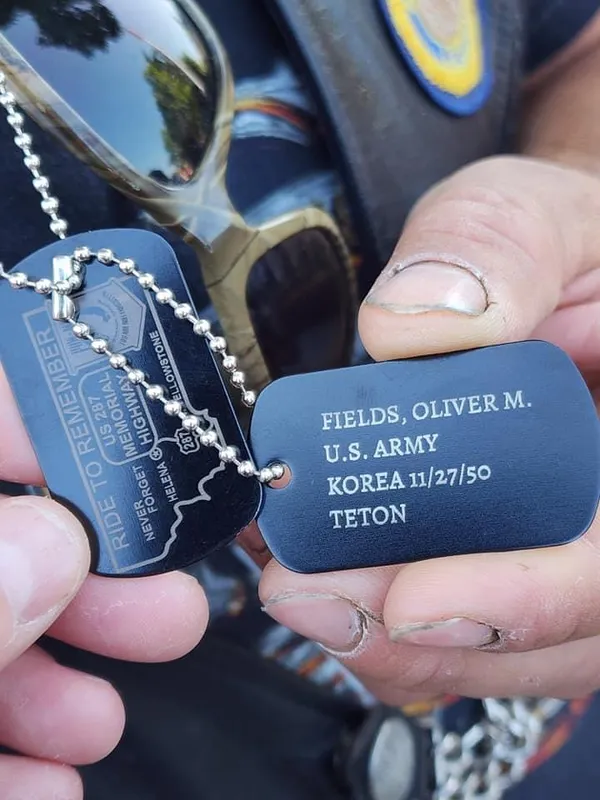 RIDE TO REMEMBER
US 287
MEMORIAL
HIGHWAY
NEVER
FORGET
HELENA
287
FIELDS, OLIVER M.
U.S. ARMY
KOREA 11/27/50
TETON